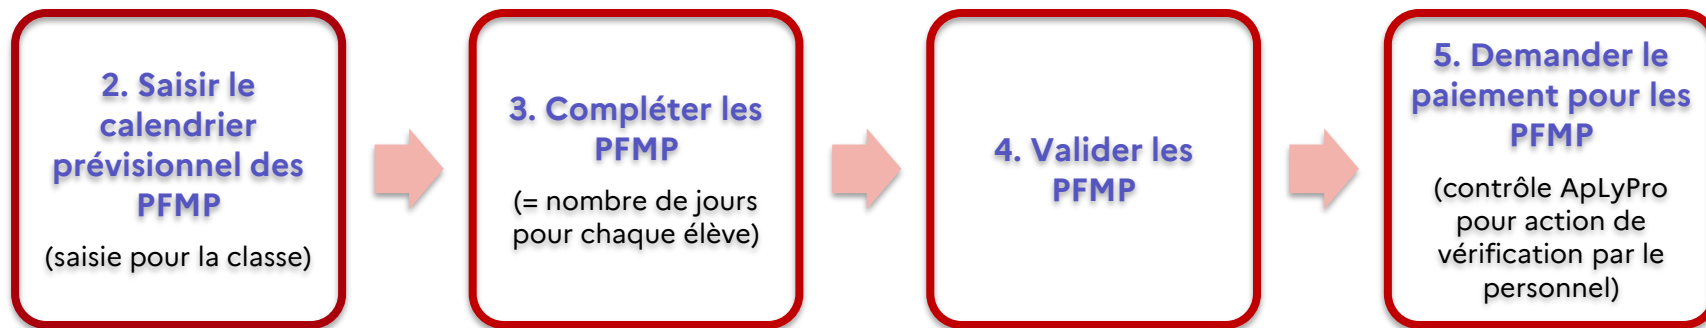 2. Saisir le
calendrier
prévisionnel des
PFMP
(saisie pour la classe)
3. Compléter les
PFMP
(= nombre de jours
pour chaque élève)
4. Valider les
PFMP
5. Demander le
paiement pour les
PFMP
(contrôle ApLyPro
pour action de
vérification par le
personnel)